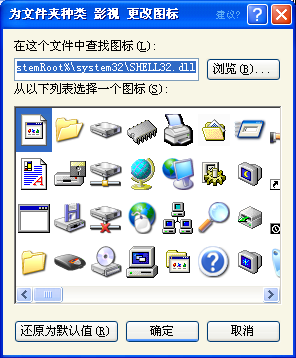 为文件夹种类 影视 更改图标
建议?
在这个文件中查找图标(L):
stemRoot%\system32\SHELL32.dll
浏览(B)...
从以下列表选择一个图标(S):
还原为默认值(R)
确定
取消